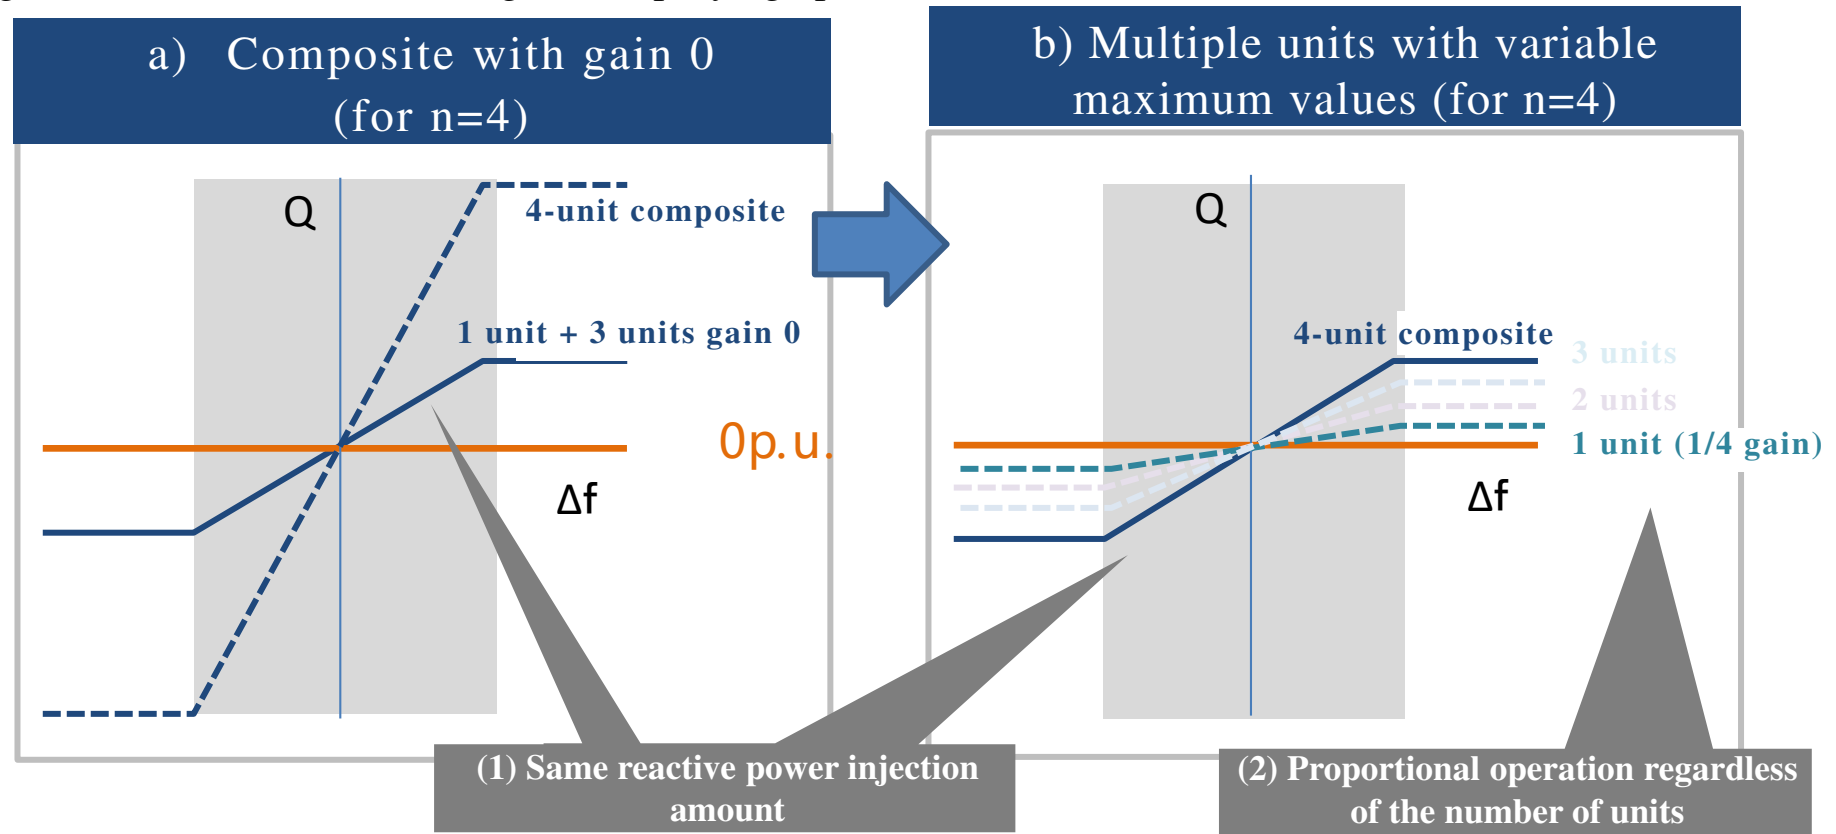 a) Composite with gain 0
(for n=4)
b) Multiple units with variable
maximum values (for n=4)
Q
4-unit composite
1 unit + 3 units gain 0
0p.u.
Δf
Q
4-unit composite
3 units
2 units
1 unit (1/4 gain)
Δf
(1) Same reactive power injection
amount
(2) Proportional operation regardless
of the number of units